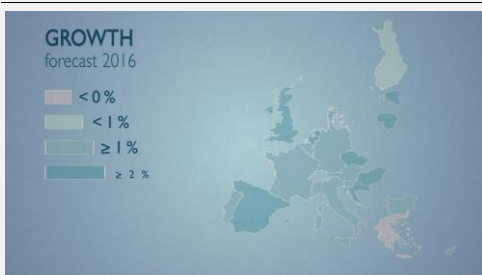 GROWTH
forecast 2016
< 0 %
< 1 %
≥ 1 %
≥ 2 %